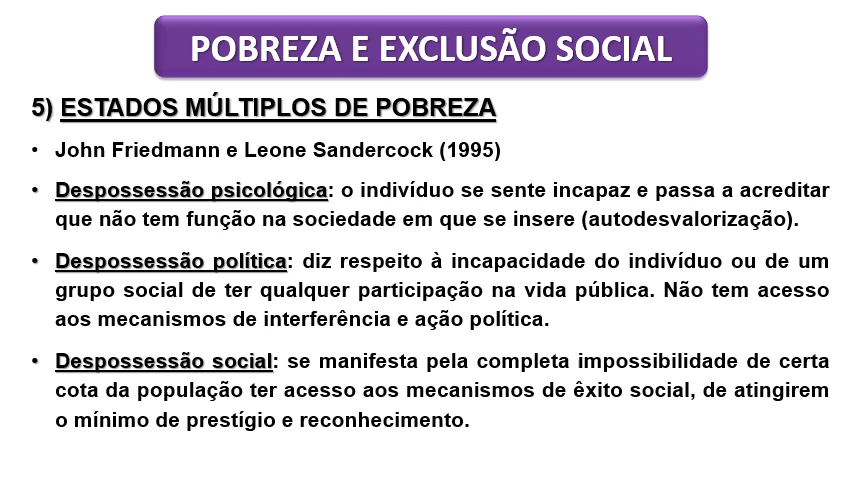 POBREZA E EXCLUSÃO SOCIAL
5) ESTADOS MÚLTIPLOS DE POBREZA
• John Friedmann e Leone Sandercock (1995)
• Despossessão psicológica: o indivíduo se sente incapaz e passa a acreditar
que não tem função na sociedade em que se insere (autodesvalorização).
• Despossessão política: diz respeito à incapacidade do indivíduo ou de um
grupo social de ter qualquer participação na vida pública. Não tem acesso
aos mecanismos de interferência e ação política.
• Despossessão social: se manifesta pela completa impossibilidade de certa
cota da população ter acesso aos mecanismos de êxito social, de atingirem
o mínimo de prestígio e reconhecimento.